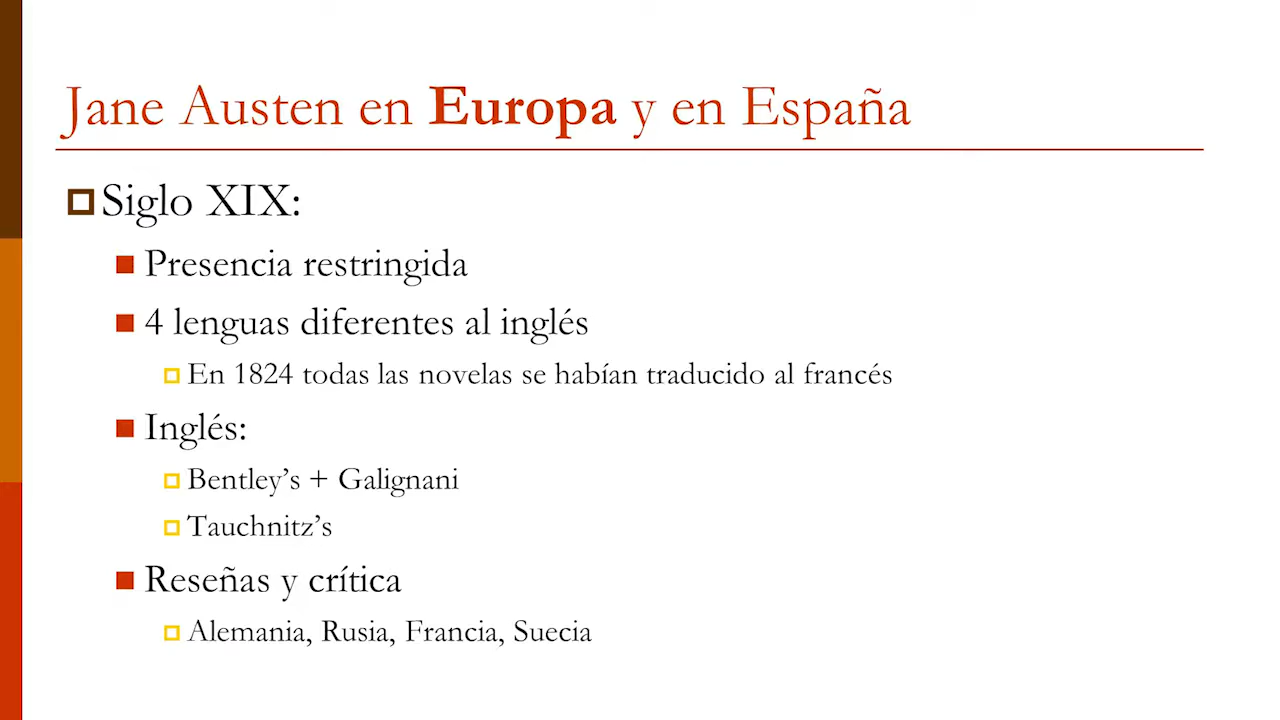 Jane Austen en Europa y en España
Siglo XIX:
Presencia restringida
4 lenguas diferentes al inglés
En 1824 todas las novelas se habían traducido al francés
Inglés:
Bentley’s + Galignani
Tauchnitz’s
Reseñas y crítica
Alemania, Rusia, Francia, Suecia